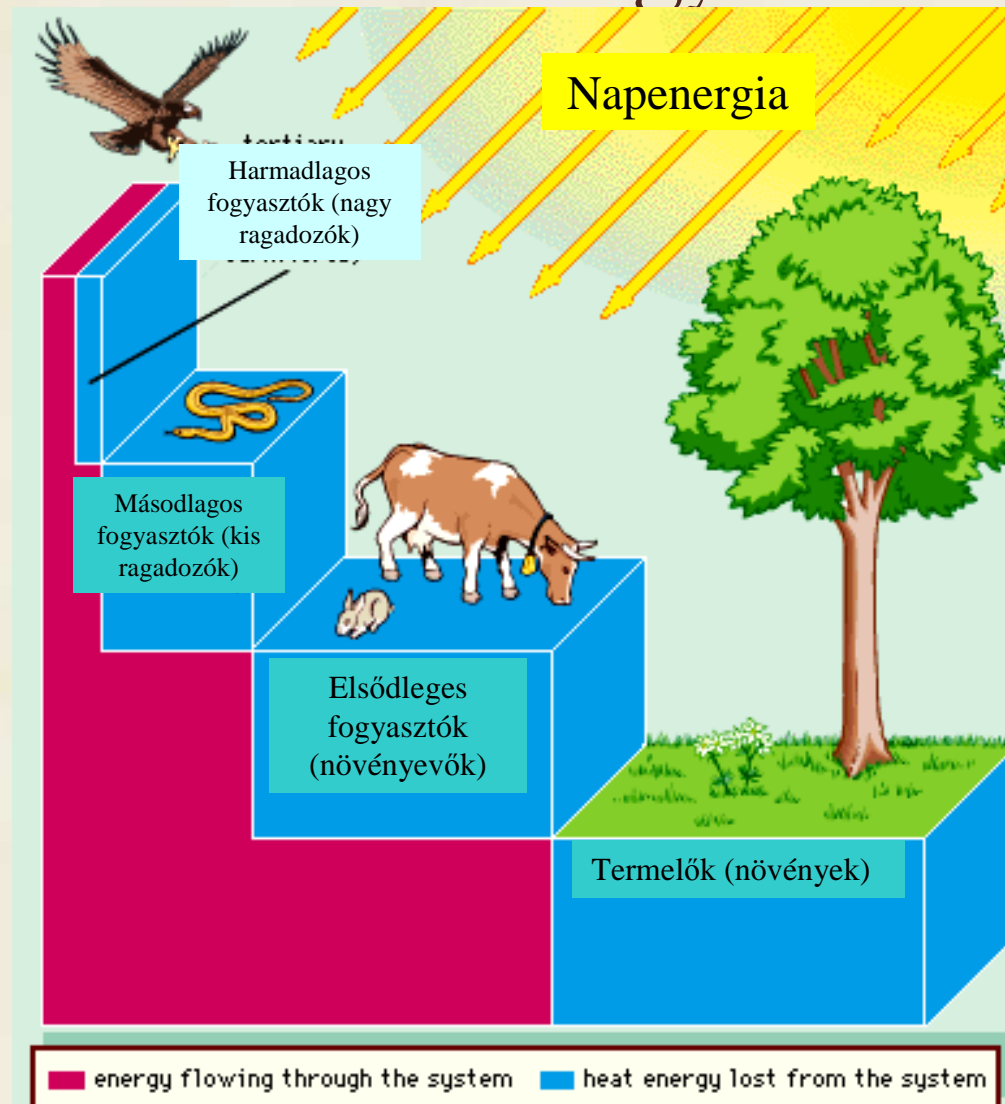 Napenergia
tertiary
Harmadlagos
fogyasztók (nagy
ragadozók)
Másodlagos
fogyasztók (kis
ragadozók)
Elsődleges
fogyasztók
(növényevők)
Termelők (növények)
energy flowing through the system
heat energy lost from the system